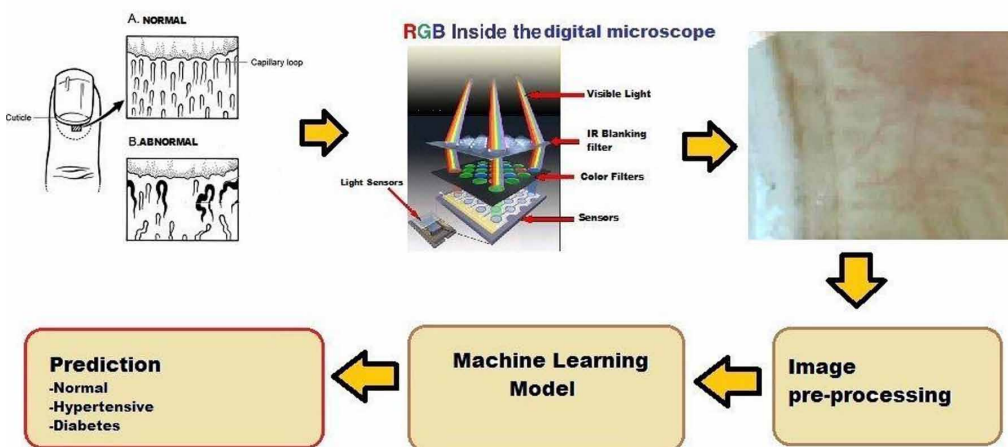 A. NORMAL
Capillary loop
Cuticle
B.ABNORMAL
RGB Inside the digital microscope
Visible Light
IR Blanking
filter
Color Filters
Light Sensors
Sensors
Image
pre-processing
Machine Learning
Model
Prediction
-Normal
-Hypertensive
-Diabetes